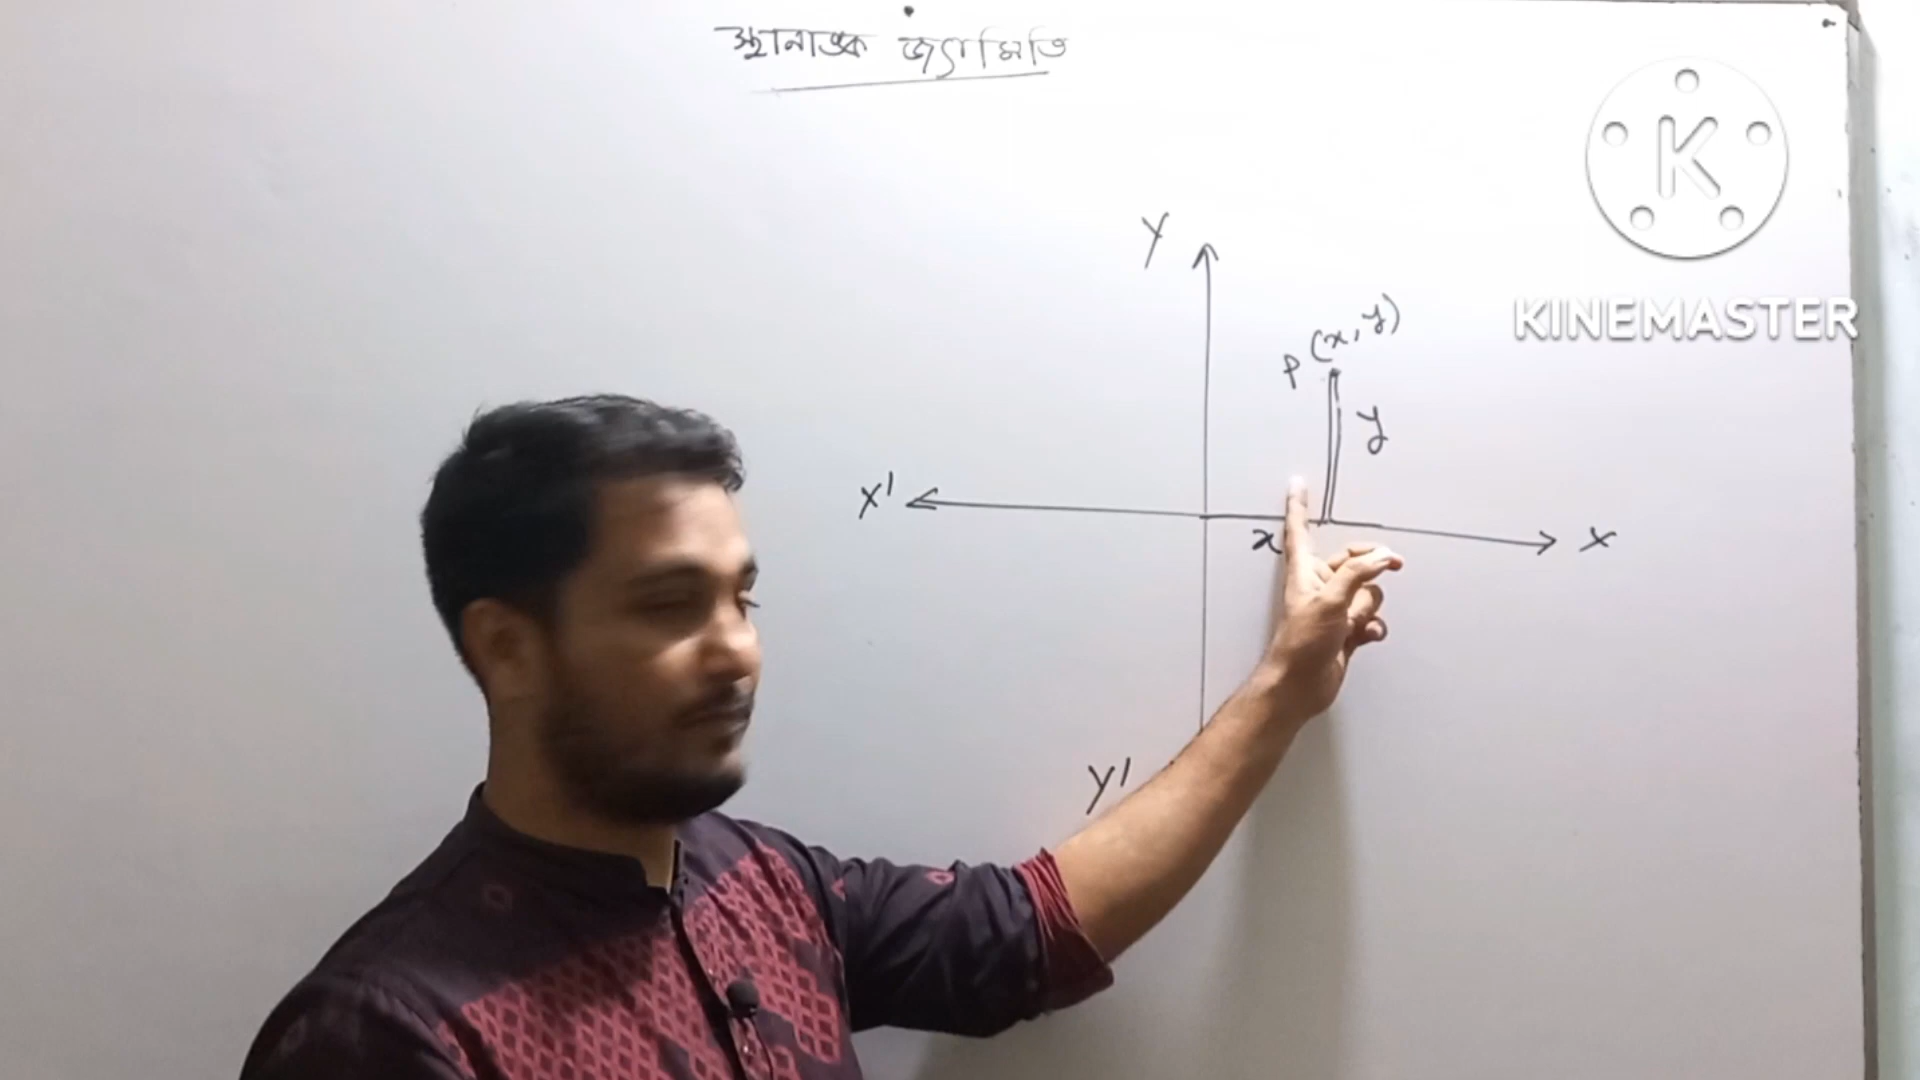 স্থানাঙ্ক জ্যামিতি
K
KINEMASTER
Y
P (x, y)
y
X'
x
X
Y'